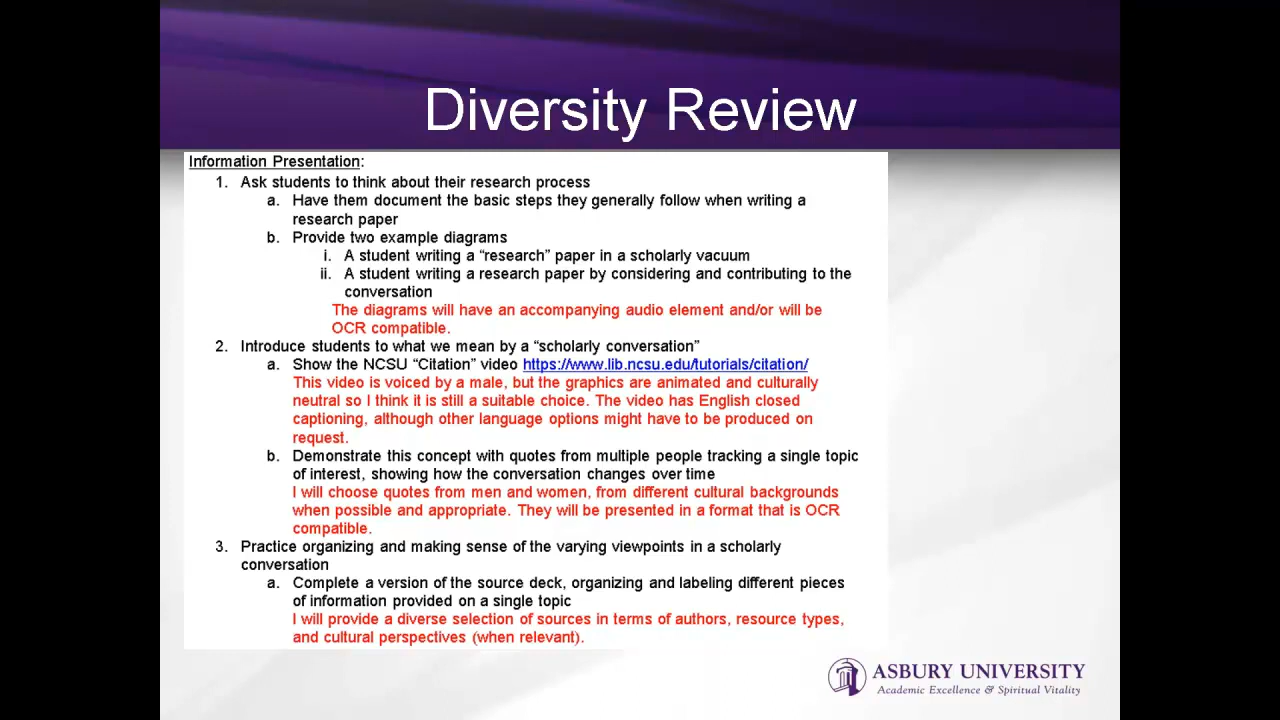 Diversity Review
Information Presentation:
1. Ask students to think about their research process
a. Have them document the basic steps they generally follow when writing a
research paper
b. Provide two example diagrams
i. A student writing a “research” paper in a scholarly vacuum
ii. A student writing a research paper by considering and contributing to the
conversation
The diagrams will have an accompanying audio element and/or will be
OCR compatible.
2. Introduce students to what we mean by a “scholarly conversation”
a. Show the NCSU “Citation” video https://www.lib.ncsu.edu/tutorials/citation/
This video is voiced by a male, but the graphics are animated and culturally
neutral so I think it is still a suitable choice. The video has English closed
captioning, although other language options might have to be produced on
request.
b. Demonstrate this concept with quotes from multiple people tracking a single topic
of interest, showing how the conversation changes over time
I will choose quotes from men and women, from different cultural backgrounds
when possible and appropriate. They will be presented in a format that is OCR
compatible.
3. Practice organizing and making sense of the varying viewpoints in a scholarly
conversation
a. Complete a version of the source deck, organizing and labeling different pieces
of information provided on a single topic
I will provide a diverse selection of sources in terms of authors, resource types,
and cultural perspectives (when relevant).
ASBURY UNIVERSITY
Academic Excellence & Spiritual Vitality